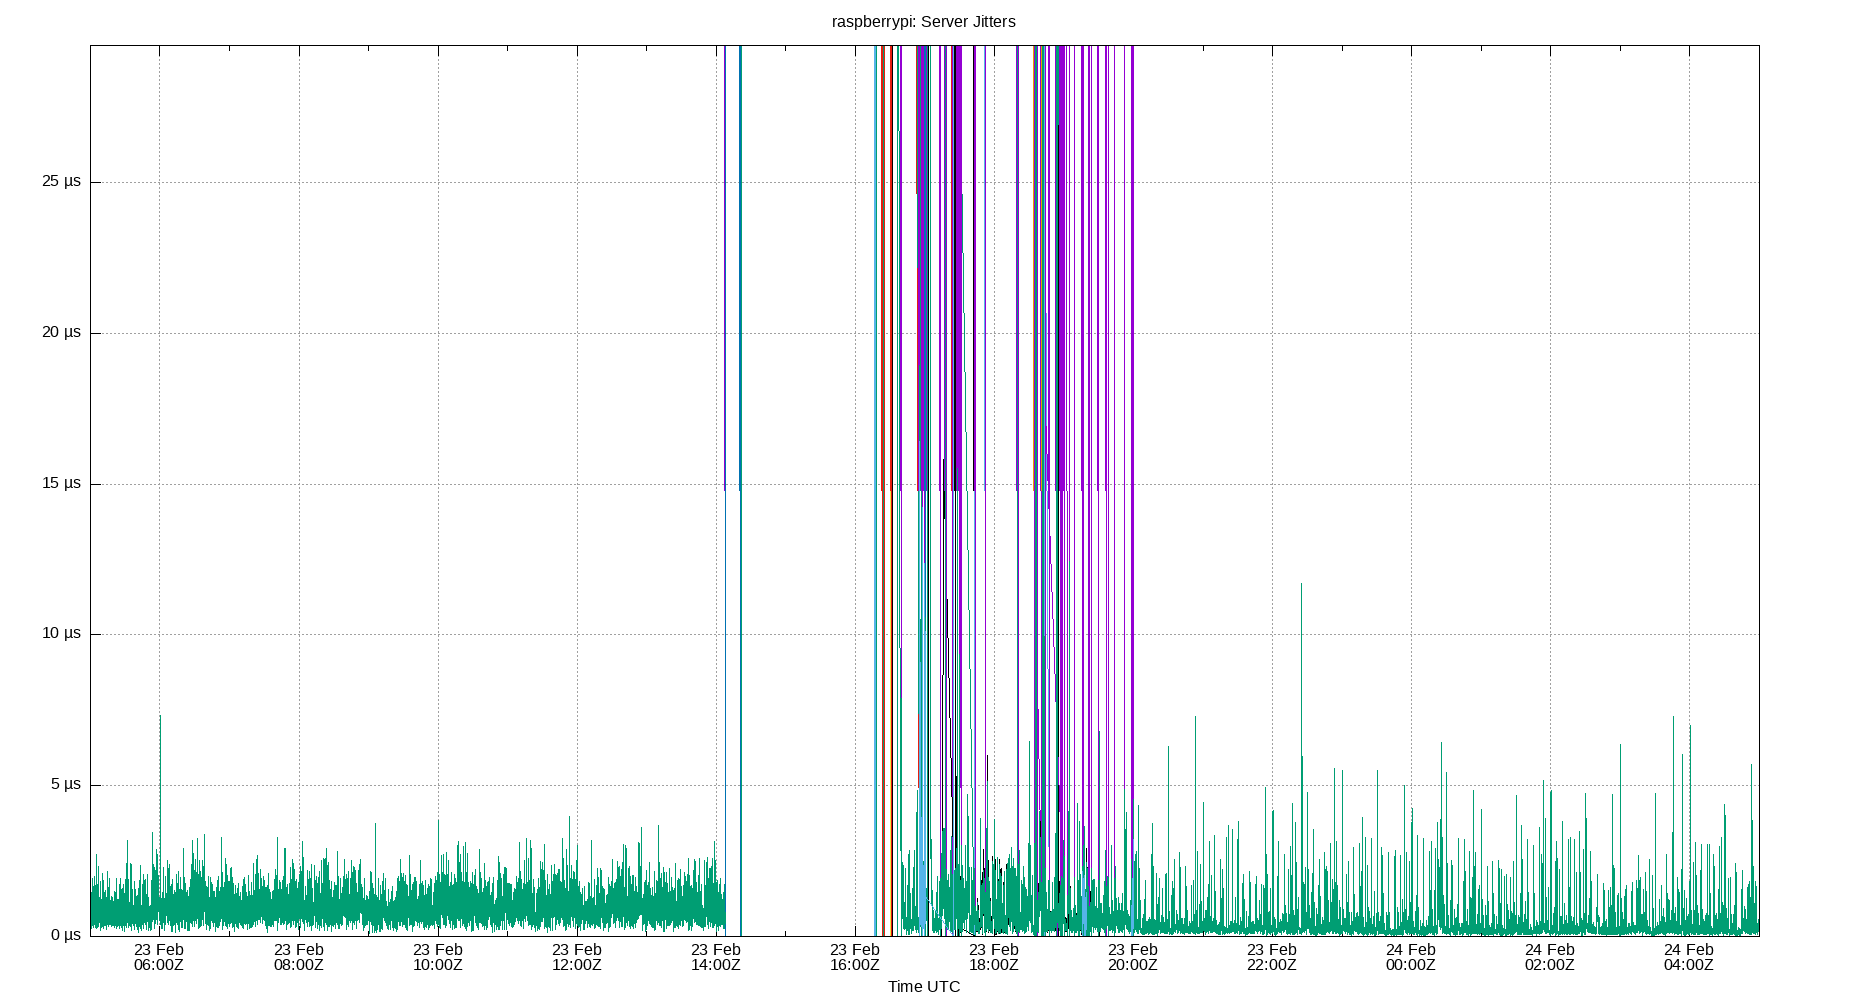 raspberrypi: Server Jitters
25 µs
20 µs
15 µs
10 µs
5 µs
0 µs
23 Feb 23 Feb 23 Feb 23 Feb 23 Feb 23 Feb 23 Feb 23 Feb 23 Feb 24 Feb 24 Feb 24 Feb
06:00Z 08:00Z 10:00Z 12:00Z 14:00Z 16:00Z 18:00Z 20:00Z 22:00Z 00:00Z 02:00Z 04:00Z
Time UTC